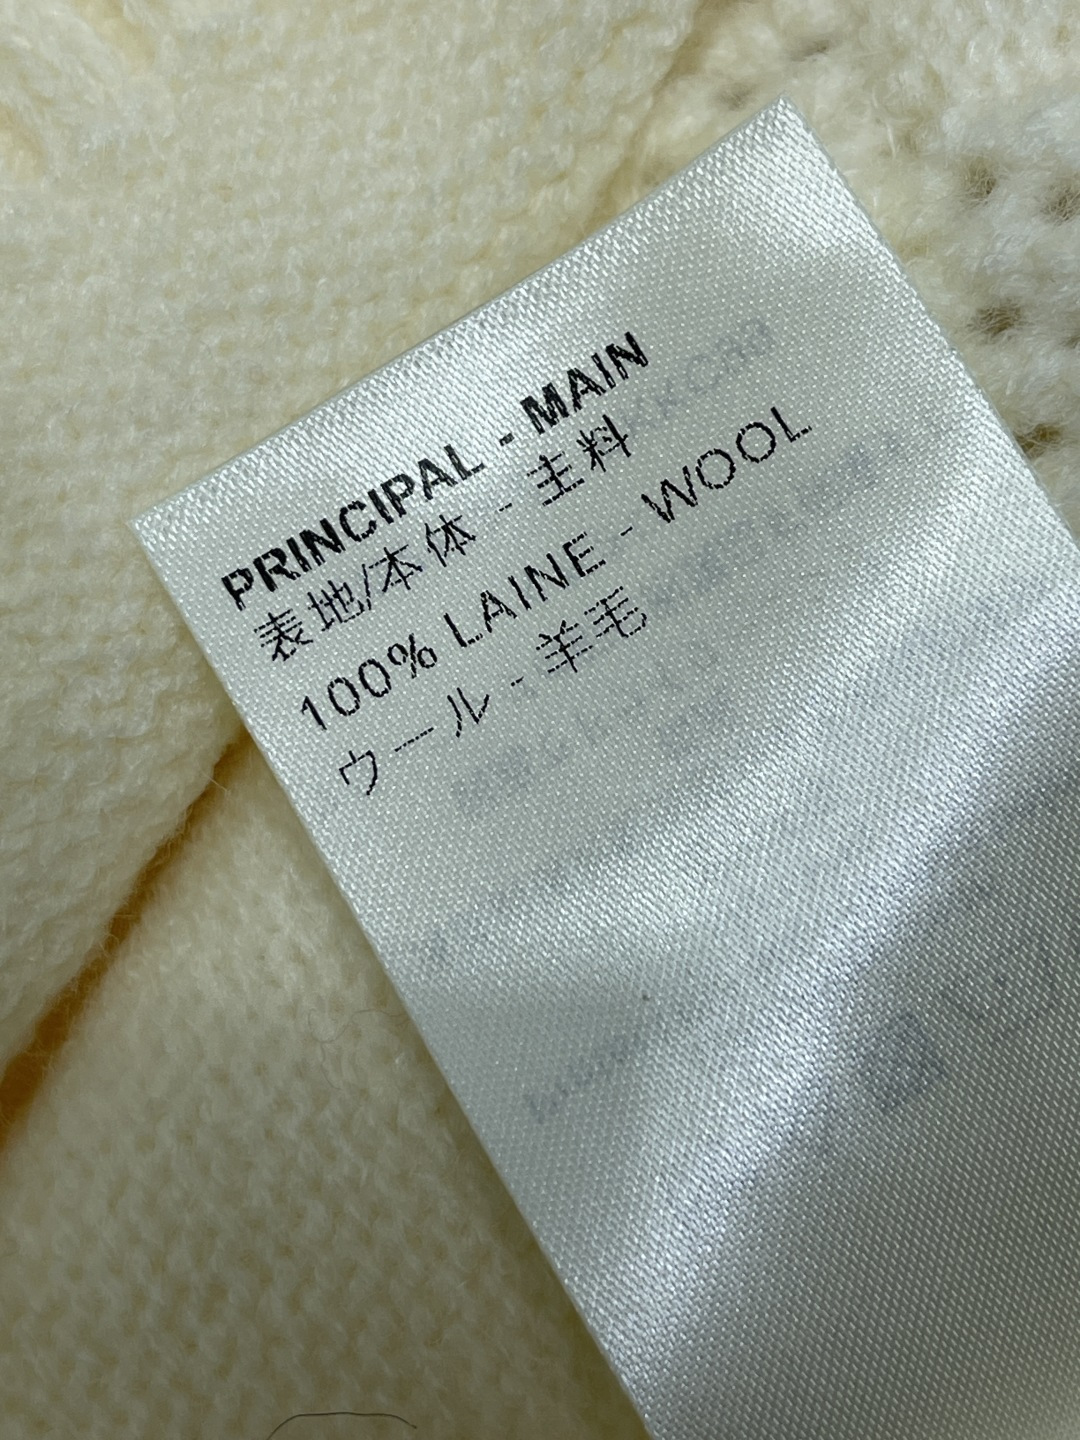 PRINCIPAL - MAIN
表地/本体 - 主料
100% LAINE - WOOL
ウール - 羊毛